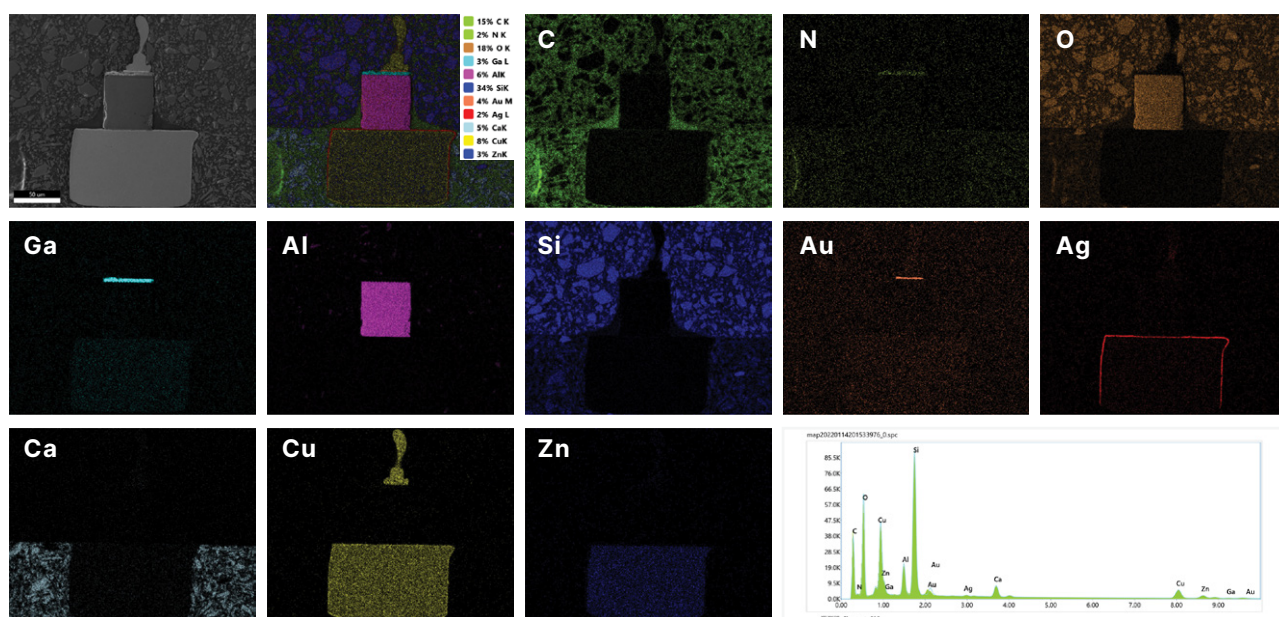 15% C K
2% N K
18% O K
3% Ga L
6% AlK
34% SiK
4% Au M
2% Ag L
5% CaK
8% CuK
3% ZnK
50 um
C
N
O
Ga
Al
Si
Au
Ag
Ca
Cu
Zn
map20220114201533976_0.spc
85.5K
76.0K
66.5K
57.0K
47.5K
38.0K
28.5K
19.0K
9.5K
0.0K
C
N
O
Cu
Zn
Ga
Al
Si
Au
Au
Ag
Ca
Cu
Zn
Ga
Au
0.00 1.00 2.00 3.00 4.00 5.00 6.00 7.00 8.00 9.00